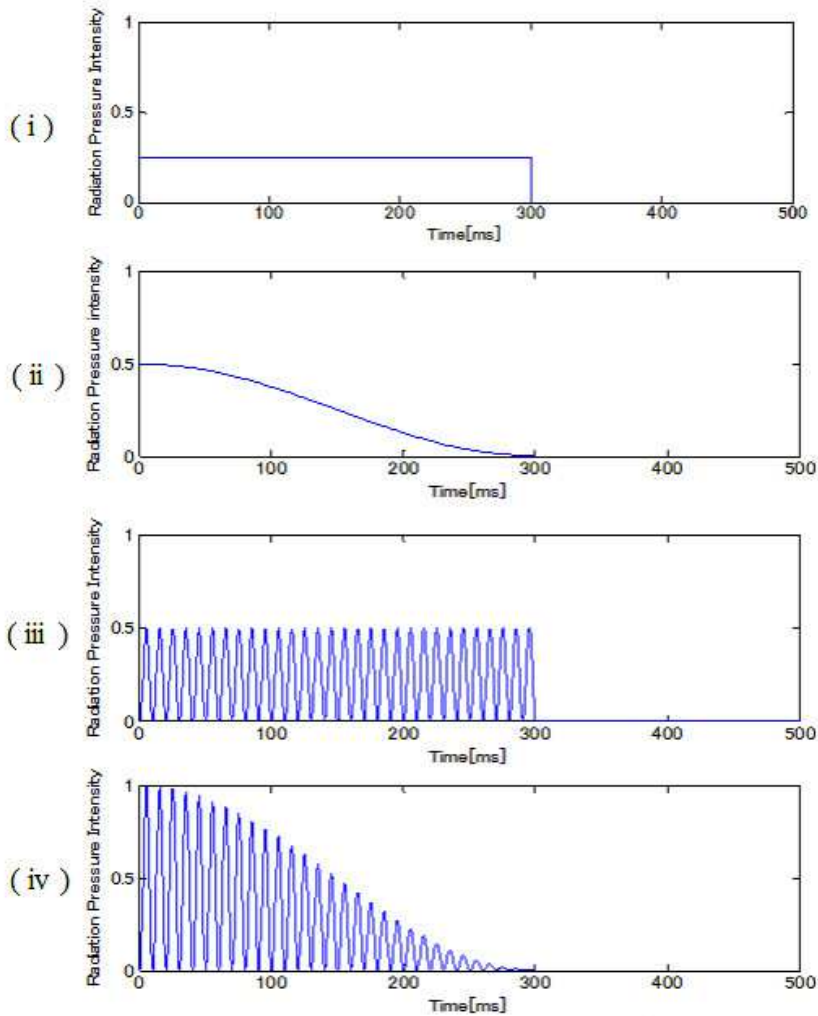 ( i )
Radiation Pressure Intensity
1
0.5
0
0 100 200 300 400 500
Time[ms]
( ii )
Radiation Pressure intensity
1
0.5
0
0 100 200 300 400 500
Time[ms]
( iii )
Radiation Pressure Intensity
1
0.5
0
0 100 200 300 400 500
Time[ms]
( iv )
Radiation Pressure Intensity
1
0.5
0
0 100 200 300 400 500
Time[ms]